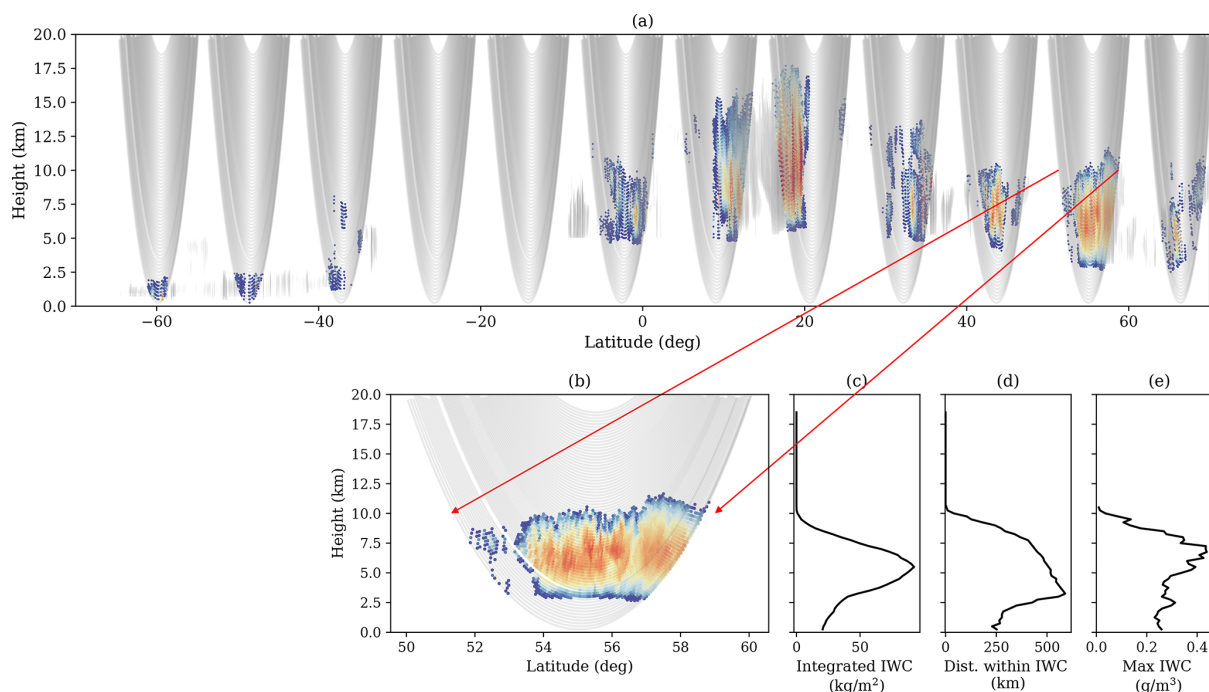 (a)
20.0
17.5
15.0
12.5
10.0
7.5
5.0
2.5
0.0
Height (km)
−60
−40
−20
0
20
40
60
Latitude (deg)
(b)
20.0
17.5
15.0
12.5
10.0
7.5
5.0
2.5
0.0
Height (km)
50
52
54
56
58
60
Latitude (deg)
(c)
0
50
Integrated IWC
(kg/m²)
(d)
0
250
500
Dist. within IWC
(km)
(e)
0.0
0.2
0.4
Max IWC
(g/m³)